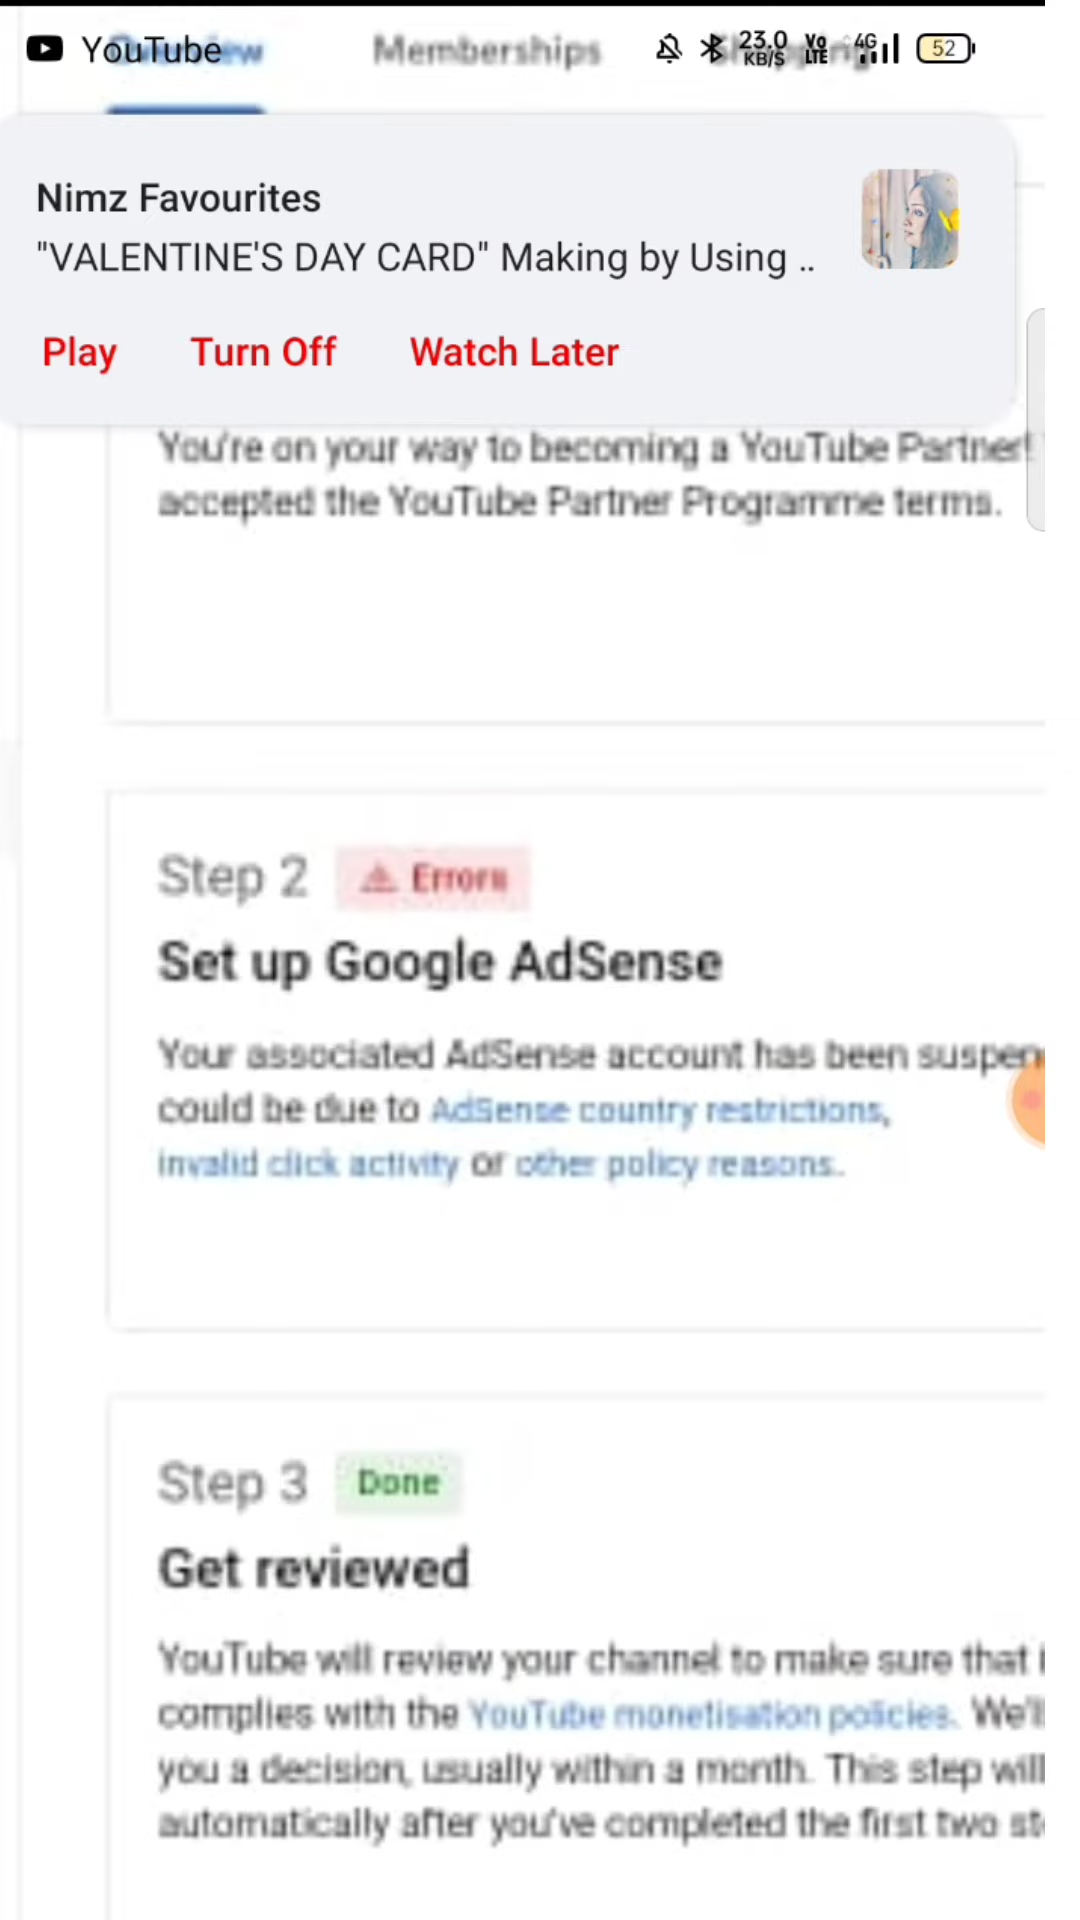 YouTube
Memberships
23.0 KB/S
Vo LTE
4G
52
Nimz Favourites
"VALENTINE'S DAY CARD" Making by Using ..
Play Turn Off Watch Later
You're on your way to becoming a YouTube Partner!
accepted the YouTube Partner Programme terms.
Step 2 Errors
Set up Google AdSense
Your associated AdSense account has been suspen
could be due to AdSense country restrictions,
invalid click activity or other policy reasons.
Step 3 Done
Get reviewed
YouTube will review your channel to make sure that
complies with the YouTube monetisation policies. We'll
you a decision, usually within a month. This step will
automatically after you've completed the first two st